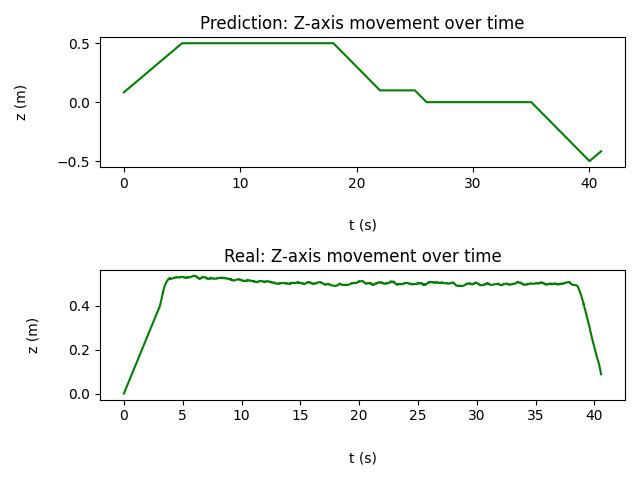 Prediction: Z-axis movement over time
0.5
0.0
−0.5
z (m)
0 10 20 30 40
t (s)
Real: Z-axis movement over time
0.4
0.2
0.0
z (m)
0 5 10 15 20 25 30 35 40
t (s)